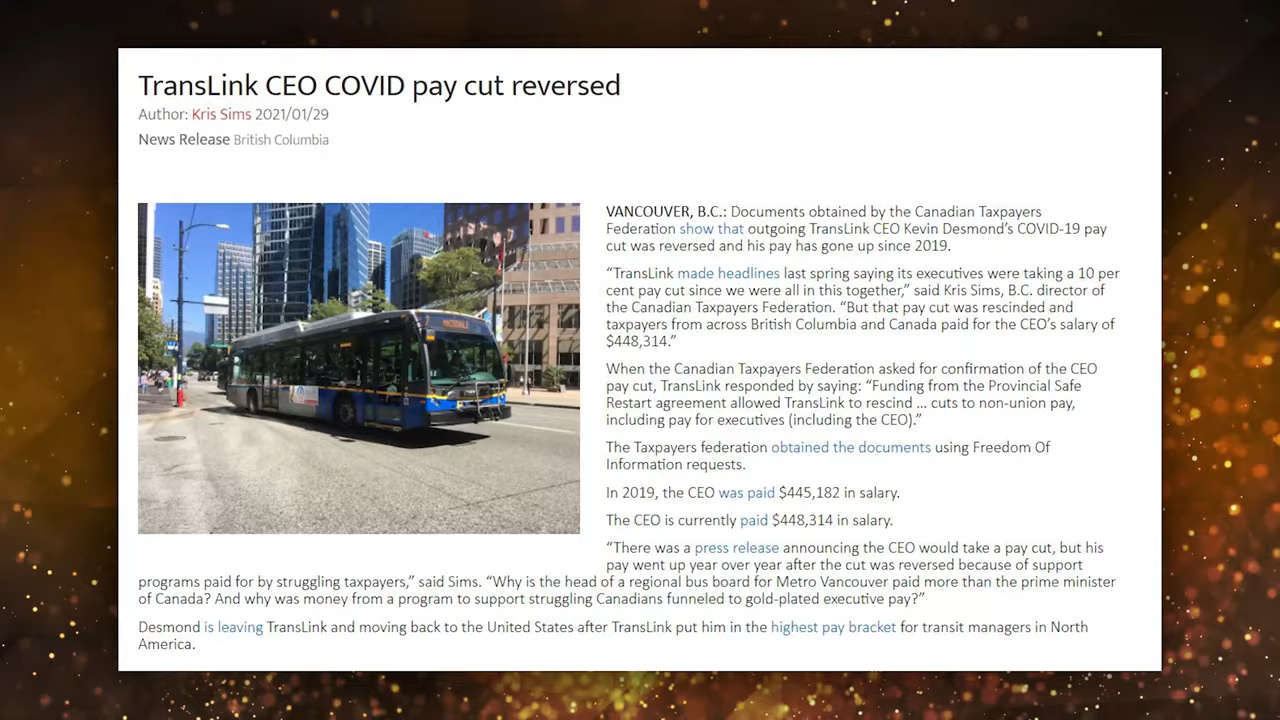 TransLink CEO COVID pay cut reversed
Author: Kris Sims 2021/01/29
News Release British Columbia
VANCOUVER, B.C.: Documents obtained by the Canadian Taxpayers
Federation show that outgoing TransLink CEO Kevin Desmond's COVID-19 pay
cut was reversed and his pay has gone up since 2019.
“TransLink made headlines last spring saying its executives were taking a 10 per
cent pay cut since we were all in this together,” said Kris Sims, B.C. director of
the Canadian Taxpayers Federation. “But that pay cut was rescinded and
taxpayers from across British Columbia and Canada paid for the CEO’s salary of
$448,314.”
When the Canadian Taxpayers Federation asked for confirmation of the CEO
pay cut, TransLink responded by saying: “Funding from the Provincial Safe
Restart agreement allowed TransLink to rescind ... cuts to non-union pay,
including pay for executives (including the CEO).”
The Taxpayers federation obtained the documents using Freedom Of
Information requests.
In 2019, the CEO was paid $445,182 in salary.
The CEO is currently paid $448,314 in salary.
“There was a press release announcing the CEO would take a pay cut, but his
pay went up year over year after the cut was reversed because of support
programs paid for by struggling taxpayers,” said Sims. “Why is the head of a regional bus board for Metro Vancouver paid more than the prime minister
of Canada? And why was money from a program to support struggling Canadians funneled to gold-plated executive pay?”
Desmond is leaving TransLink and moving back to the United States after TransLink put him in the highest pay bracket for transit managers in North
America.